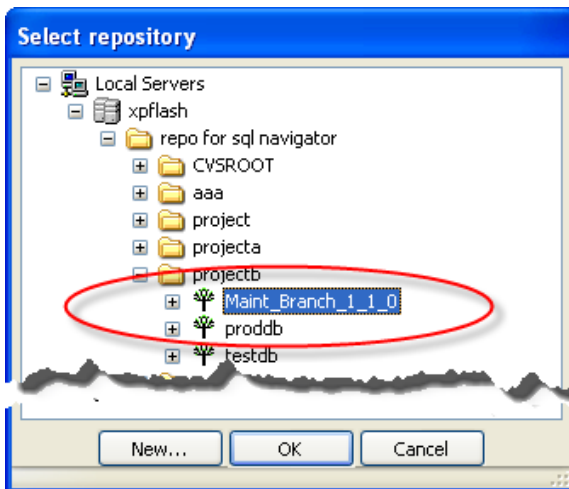 Select repository
Local Servers
xpflash
repo for sql navigator
CVSROOT
aaa
project
projecta
projectb
Maint_Branch_1_1_0
proddb
testdb
New...
OK
Cancel